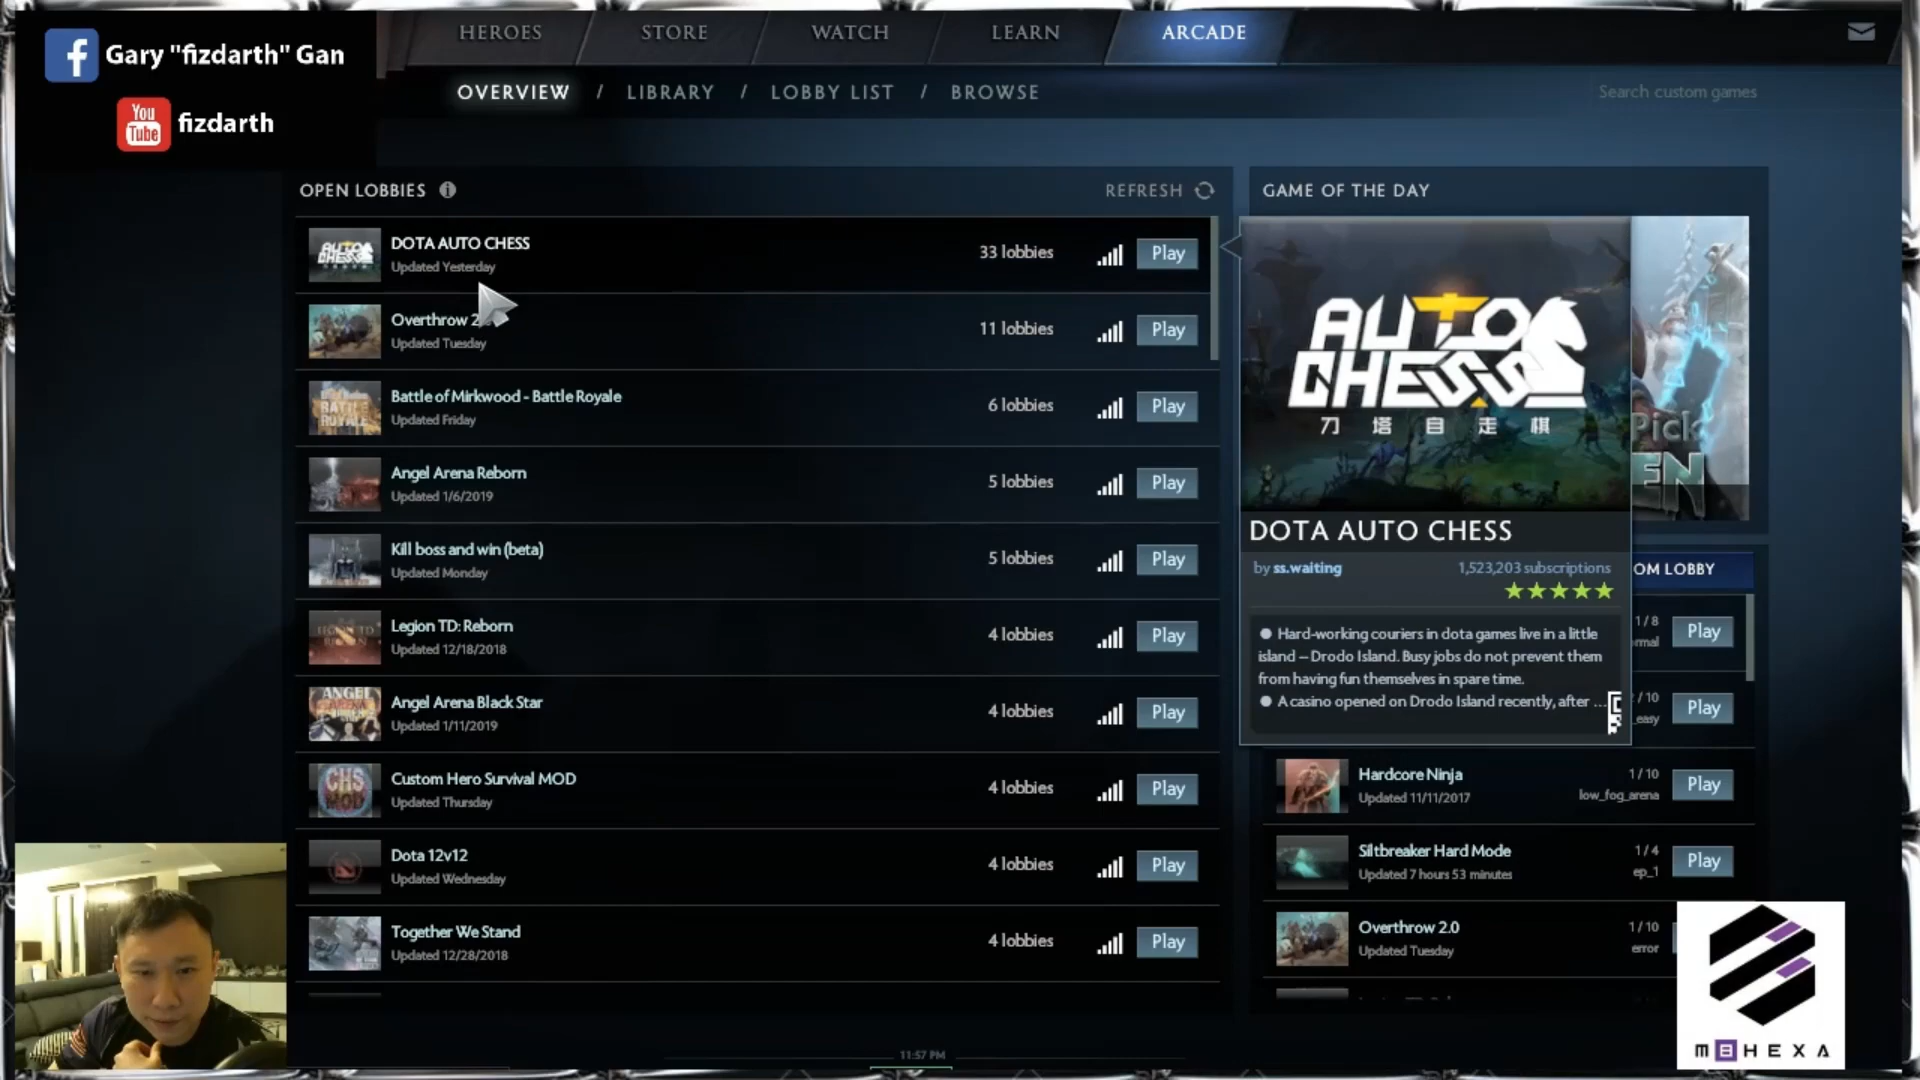 Gary "fizdarth" Gan
You
Tube
fizdarth
HEROES
STORE
WATCH
LEARN
ARCADE
OVERVIEW / LIBRARY / LOBBY LIST / BROWSE
Search custom games
OPEN LOBBIES
REFRESH
DOTA AUTO CHESS
Updated Yesterday
33 lobbies
Play
Overthrow 2
Updated Tuesday
11 lobbies
Play
Battle of Mirkwood - Battle Royale
Updated Friday
6 lobbies
Play
Angel Arena Reborn
Updated 1/6/2019
5 lobbies
Play
Kill boss and win (beta)
Updated Monday
5 lobbies
Play
Legion TD: Reborn
Updated 12/18/2018
4 lobbies
Play
Angel Arena Black Star
Updated 1/11/2019
4 lobbies
Play
Custom Hero Survival MOD
Updated Thursday
4 lobbies
Play
Dota 12v12
Updated Wednesday
4 lobbies
Play
Together We Stand
Updated 12/28/2018
4 lobbies
Play
GAME OF THE DAY
AUTO
CHESS
刀塔自走棋
Pick
EN
DOTA AUTO CHESS
by ss.waiting
1,523,203 subscriptions
● Hard-working couriers in dota games live in a little
island – Drodo Island. Busy jobs do not prevent them
from having fun themselves in spare time.
● A casino opened on Drodo Island recently, after ...
OM LOBBY
1 / 8
rmal
Play
/ 10
_easy
Play
Hardcore Ninja
Updated 11/11/2017
1 / 10
low_fog_arena
Play
Siltbreaker Hard Mode
Updated 7 hours 53 minutes
1 / 4
ep_1
Play
Overthrow 2.0
Updated Tuesday
1 / 10
error
11:57 PM
M8HEXA